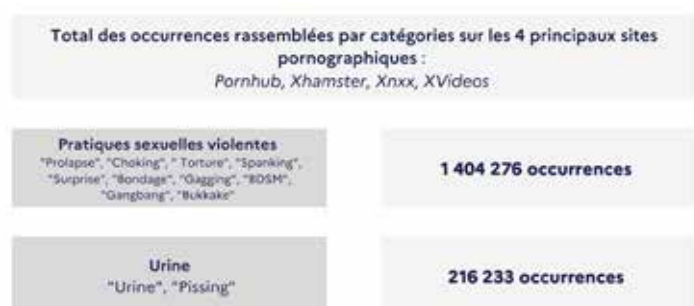 Total des occurrences rassemblées par catégories sur les 4 principaux sites
pornographiques :
Pornhub, Xhamster, Xnxx, XVideos
Pratiques sexuelles violentes
"Prolapse", "Choking", " Torture", "Spanking",
"Surprise", "Bondage", "Gagging", "BDSM",
"Gangbang", "Bukkake"
1 404 276 occurrences
Urine
"Urine", "Pissing"
216 233 occurrences